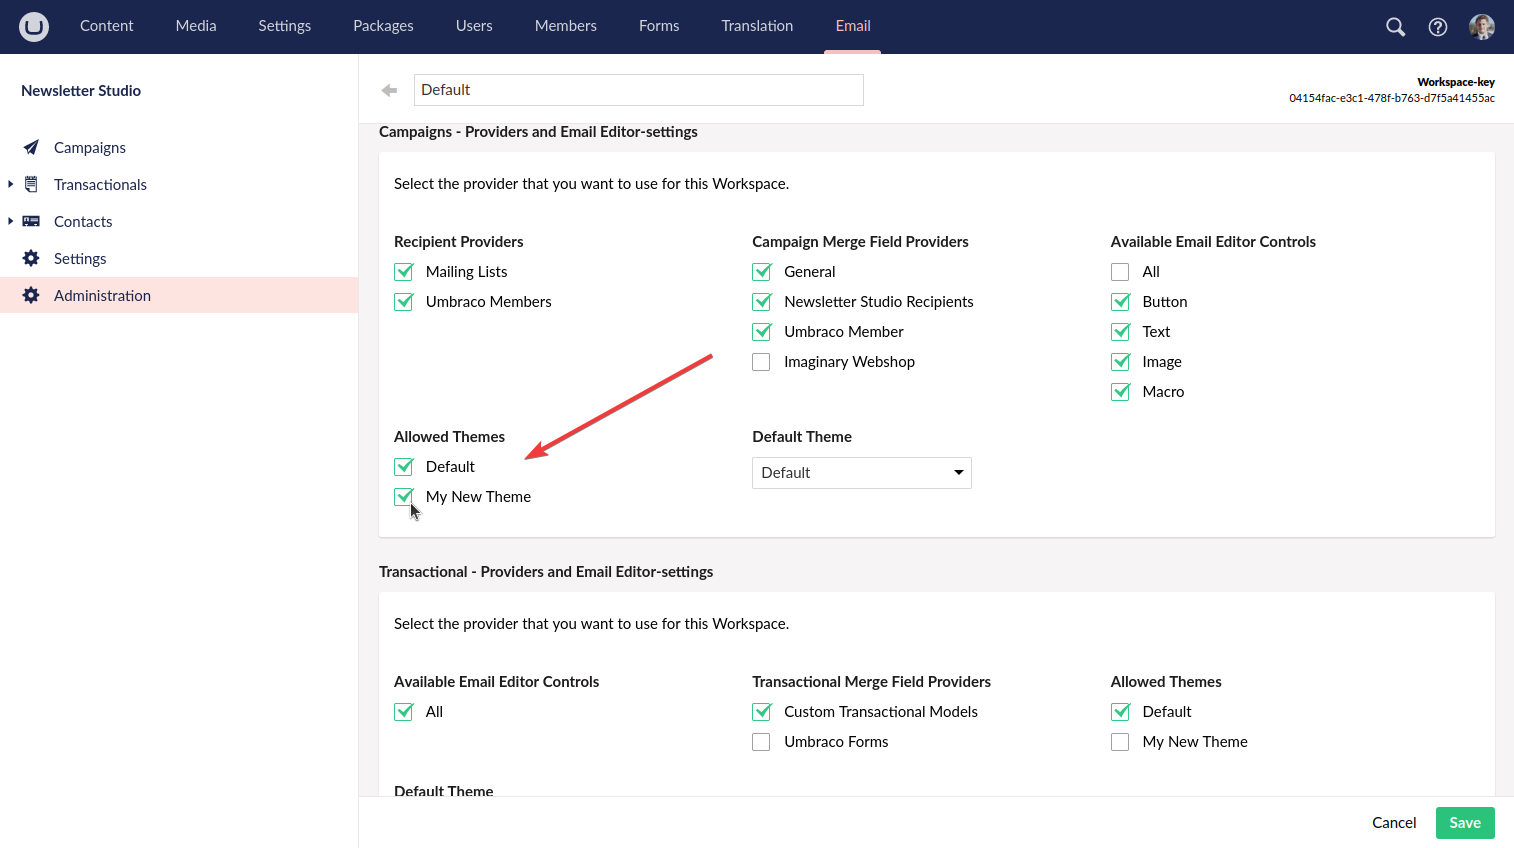 Content Media Settings Packages Users Members Forms Translation Email
Newsletter Studio
Campaigns
Transactionals
Contacts
Settings
Administration
Default
Workspace-key
04154fac-e3c1-478f-b763-d7f5a41455ac
Campaigns - Providers and Email Editor-settings
Select the provider that you want to use for this Workspace.
Recipient Providers
Mailing Lists
Umbraco Members
Campaign Merge Field Providers
General
Newsletter Studio Recipients
Umbraco Member
Imaginary Webshop
Available Email Editor Controls
All
Button
Text
Image
Macro
Allowed Themes
Default
My New Theme
Default Theme
Default
Transactional - Providers and Email Editor-settings
Select the provider that you want to use for this Workspace.
Available Email Editor Controls
All
Transactional Merge Field Providers
Custom Transactional Models
Umbraco Forms
Allowed Themes
Default
My New Theme
Default Theme
Cancel
Save